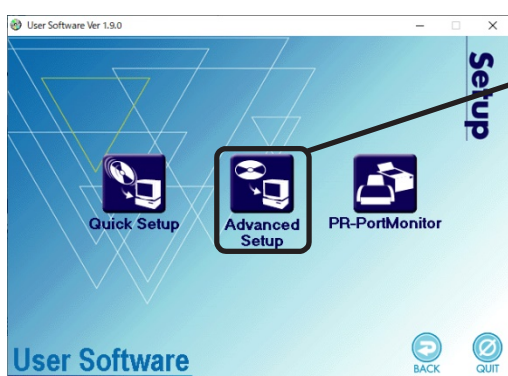 User Software Ver 1.9.0
Setup
Quick Setup
Advanced
Setup
PR-PortMonitor
User Software
BACK
QUIT